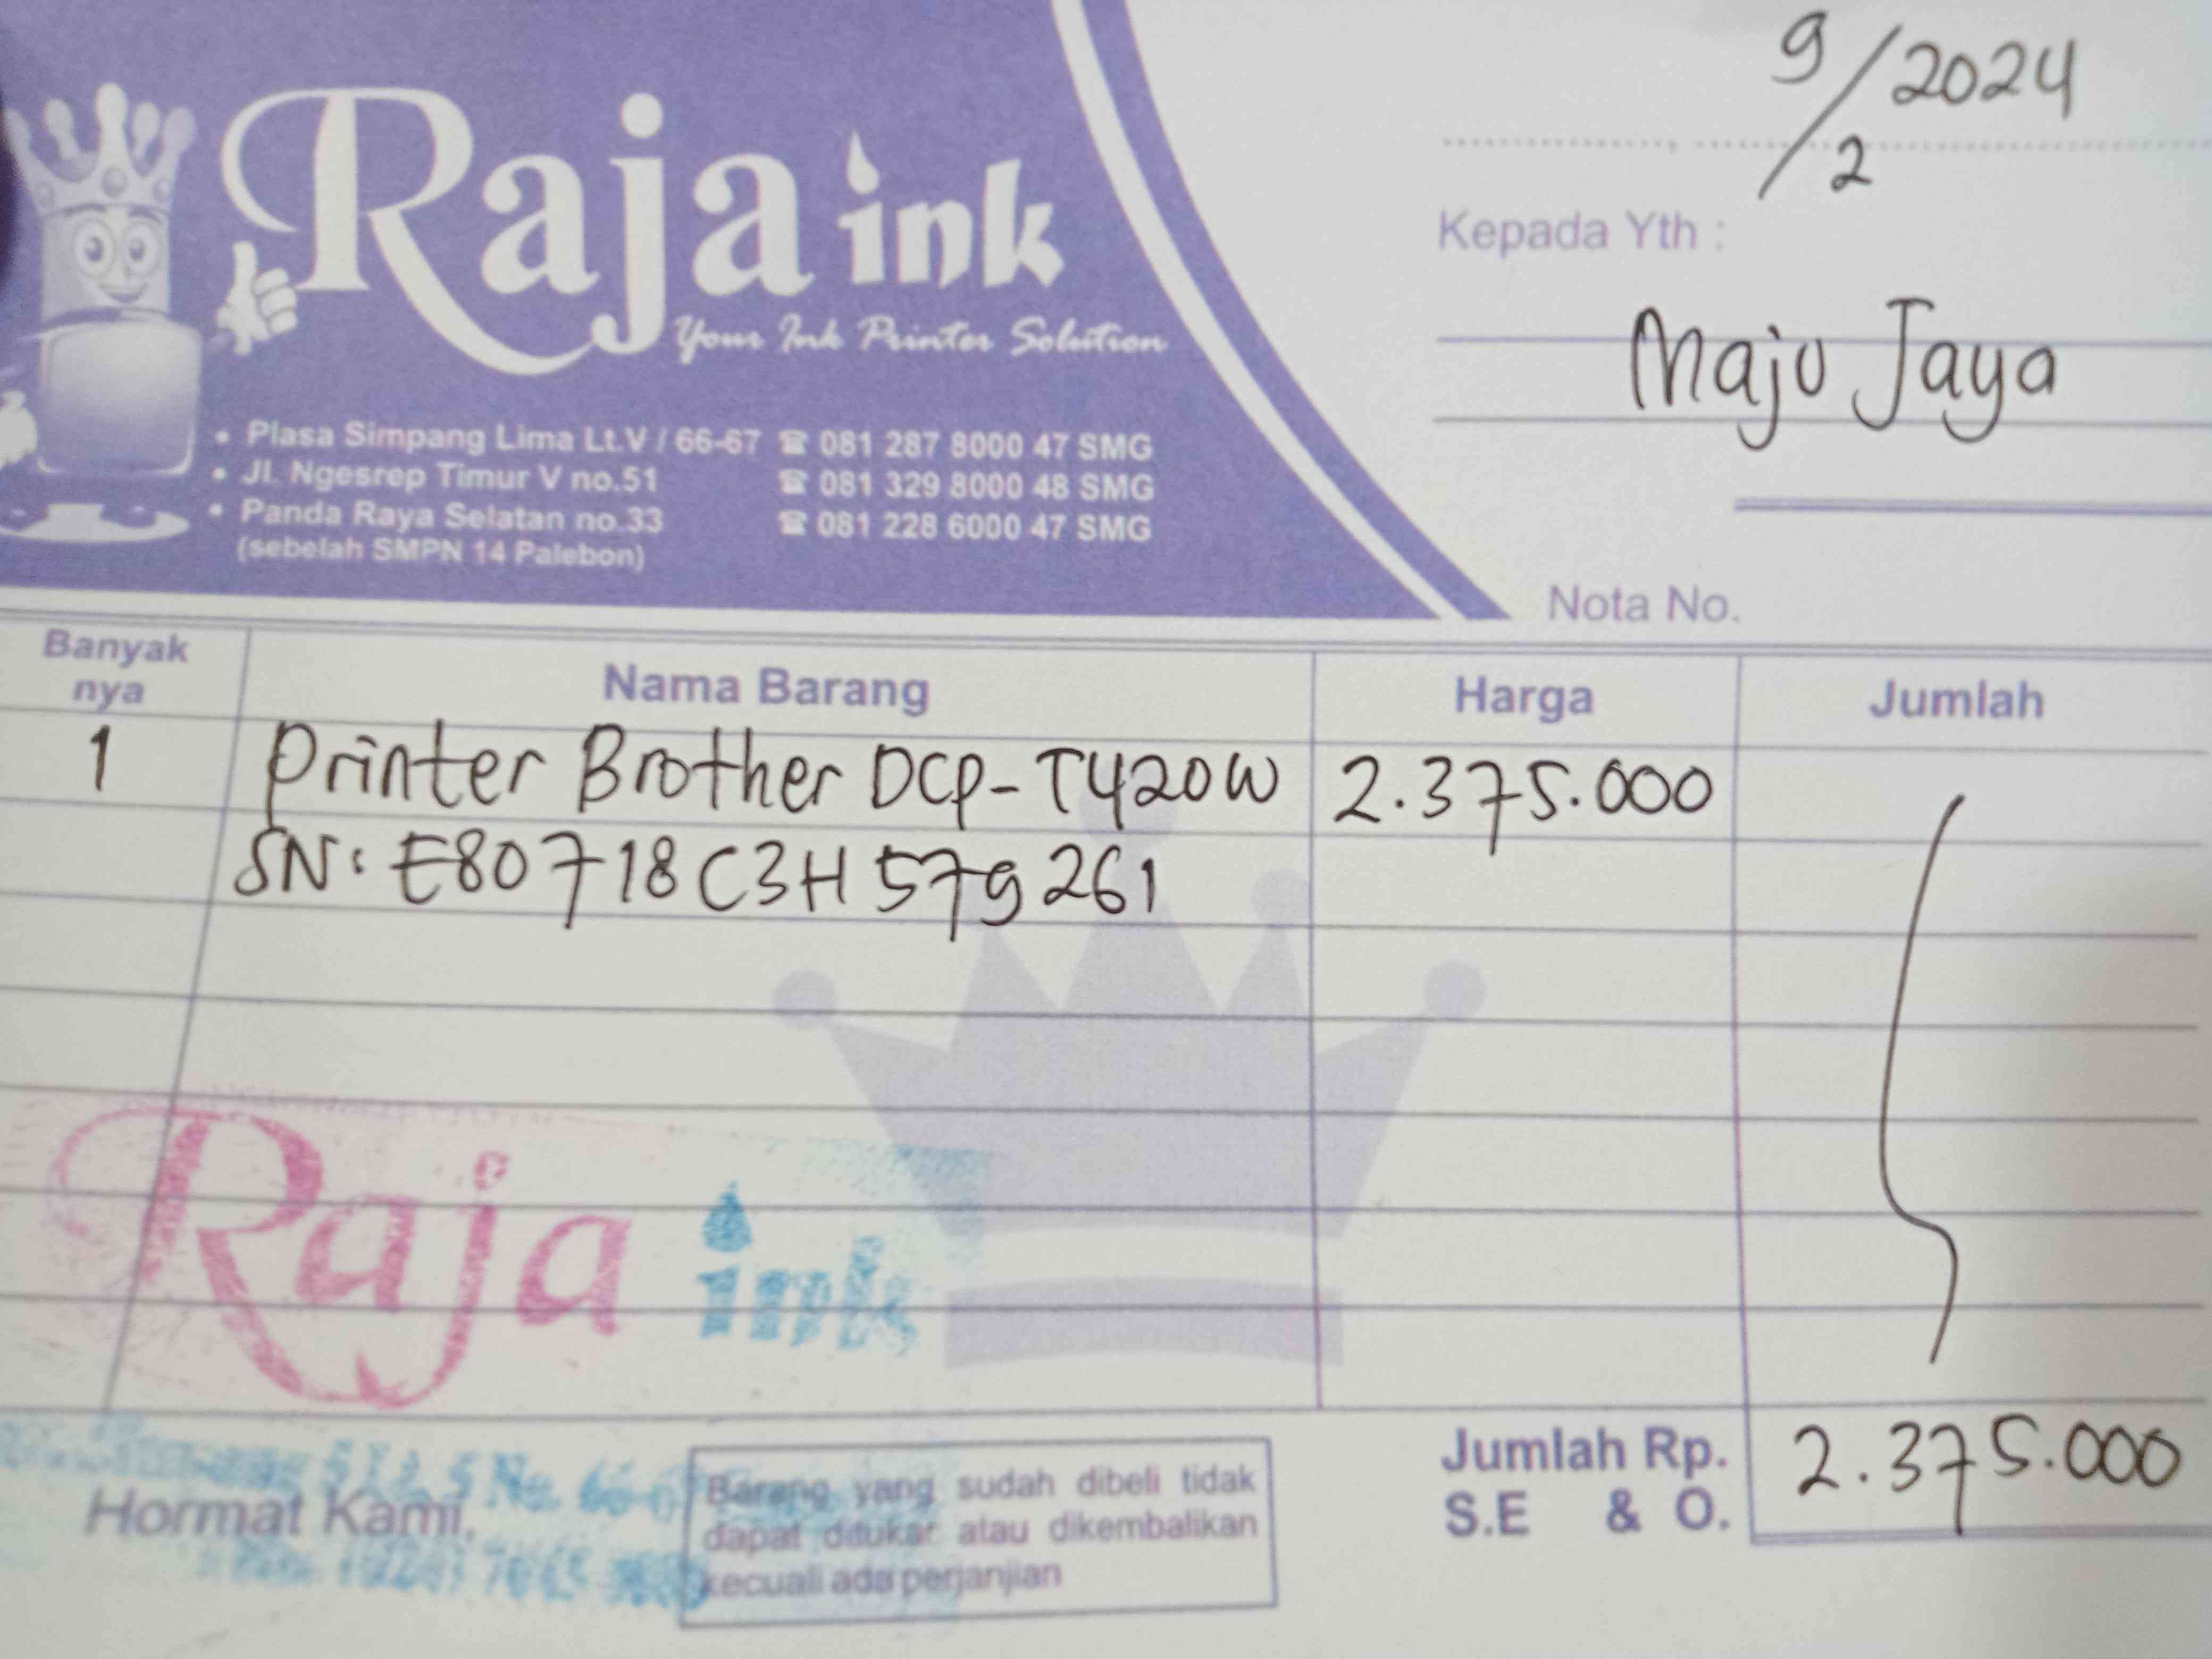 Raja ink
Your Ink Printer Solution
• Plasa Simpang Lima Lt.V / 66-67 ☎ 081 287 8000 47 SMG
• Jl. Ngesrep Timur V no.51 ☎ 081 329 8000 48 SMG
• Panda Raya Selatan no.33 ☎ 081 228 6000 47 SMG
(sebelah SMPN 14 Palebon)
9/2 2024
Kepada Yth :
Maju Jaya
Nota No.
Banyak nya Nama Barang Harga Jumlah
1 Printer Brother DCP-T420W 2.375.000
SN: E80718C3H579261
Raja ink
Hormat Kami,
Barang yang sudah dibeli tidak
dapat ditukar atau dikembalikan
kecuali ada perjanjian
Jumlah Rp. 2.375.000
S.E & O.